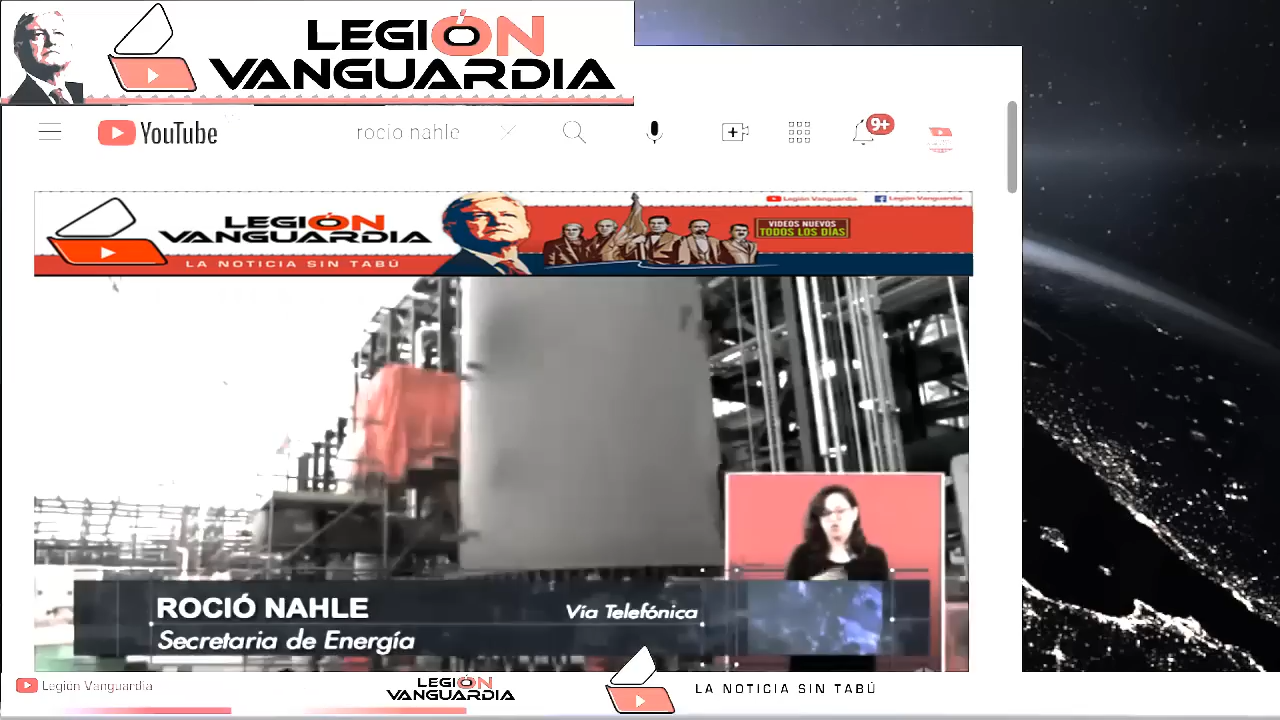 LEGIÓN
VANGUARDIA
YouTube
rocio nahle
9+
Legión Vanguardia
Legión Vanguardia
LEGIÓN
VANGUARDIA
VIDEOS NUEVOS
TODOS LOS DÍAS
LA NOTICIA SIN TABÚ
ROCIÓ NAHLE
Vía Telefónica
Secretaria de Energía
Legión Vanguardia
LEGIÓN
VANGUARDIA
LA NOTICIA SIN TABÚ